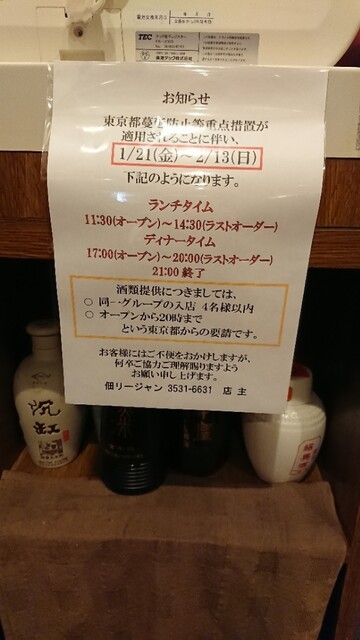 TEC
お知らせ
東京都蔓延防止等重点措置が
適用されることに伴い、
1/21(金)～2/13(日)
下記のようになります。
ランチタイム
11:30(オープン)～14:30(ラストオーダー)
ディナータイム
17:00(オープン)～20:00(ラストオーダー)
21:00 終了
酒類提供につきましては、
○ 同一グループの入店 4名様以内
○ オープンから20時まで
という東京都からの要請です。
お客様にはご不便をおかけしますが、
何卒ご協力ご理解賜りますよう
お願い申し上げます。
佃リージャン 3531-6631 店主
沉缸